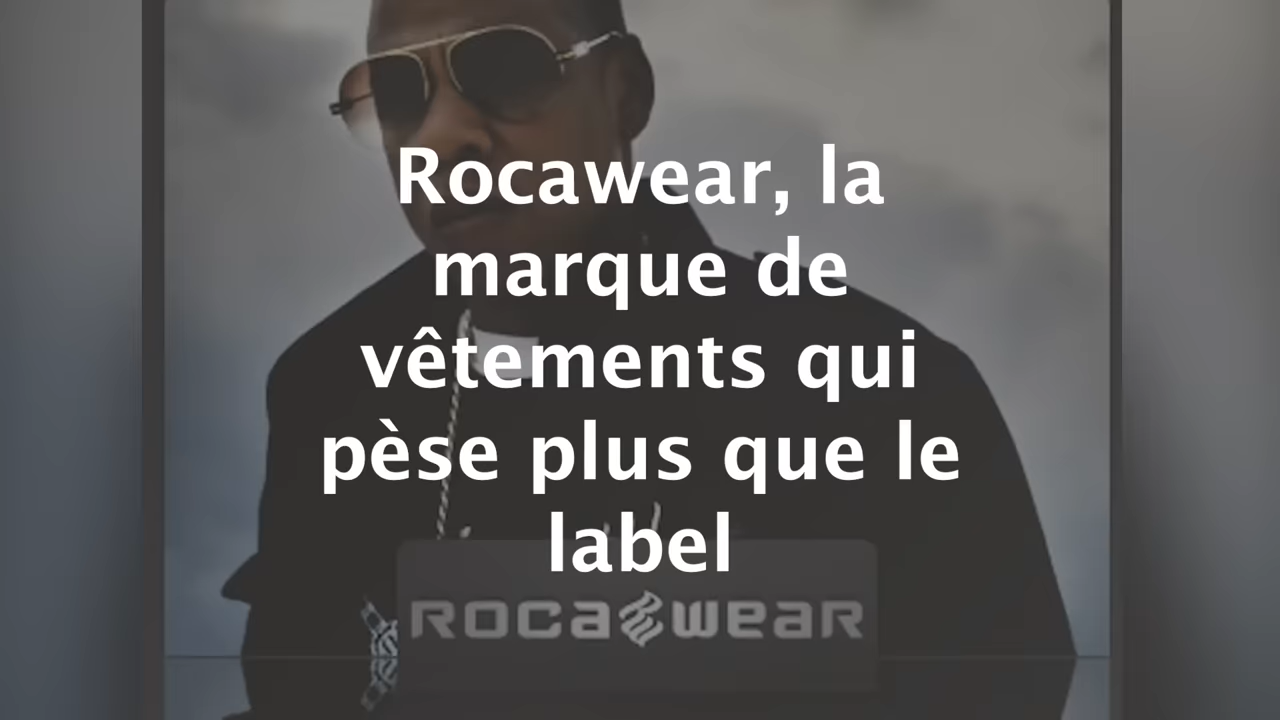 Rocawear, la
marque de
vêtements qui
pèse plus que le
label
ROCAWEAR